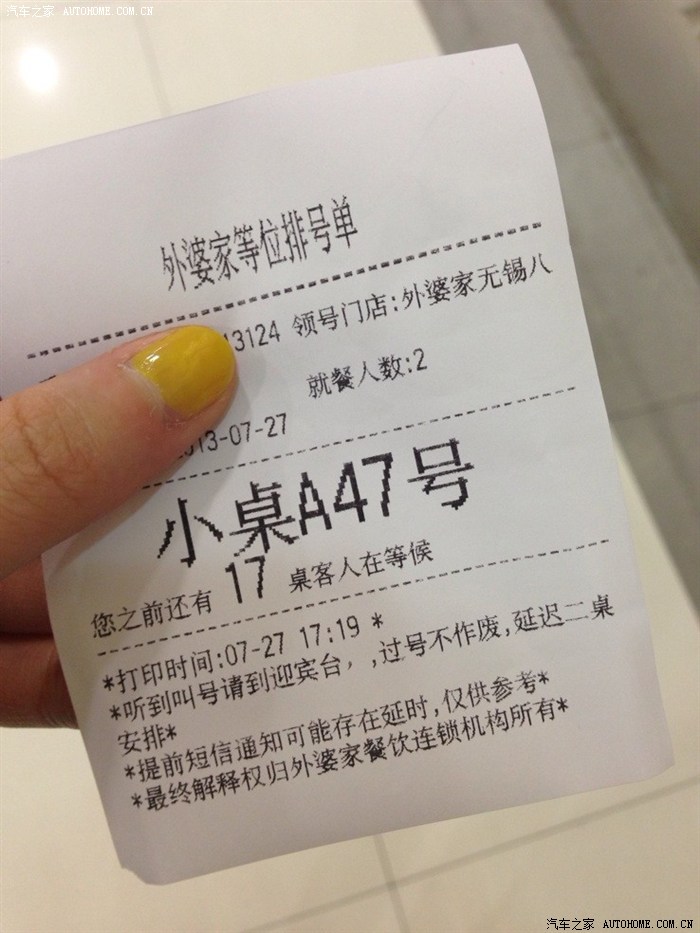 汽车之家 AUTOHOME.COM.CN
外婆家等位排号单
13124 领号门店:外婆家无锡八
就餐人数:2
013-07-27
小桌A47号
您之前还有 17 桌客人在等候
*打印时间:07-27 17:19 *
*听到叫号请到迎宾台，,过号不作废,延迟二桌
安排*
*提前短信通知可能存在延时,仅供参考*
*最终解释权归外婆家餐饮连锁机构所有*
汽车之家 AUTOHOME.COM.CN